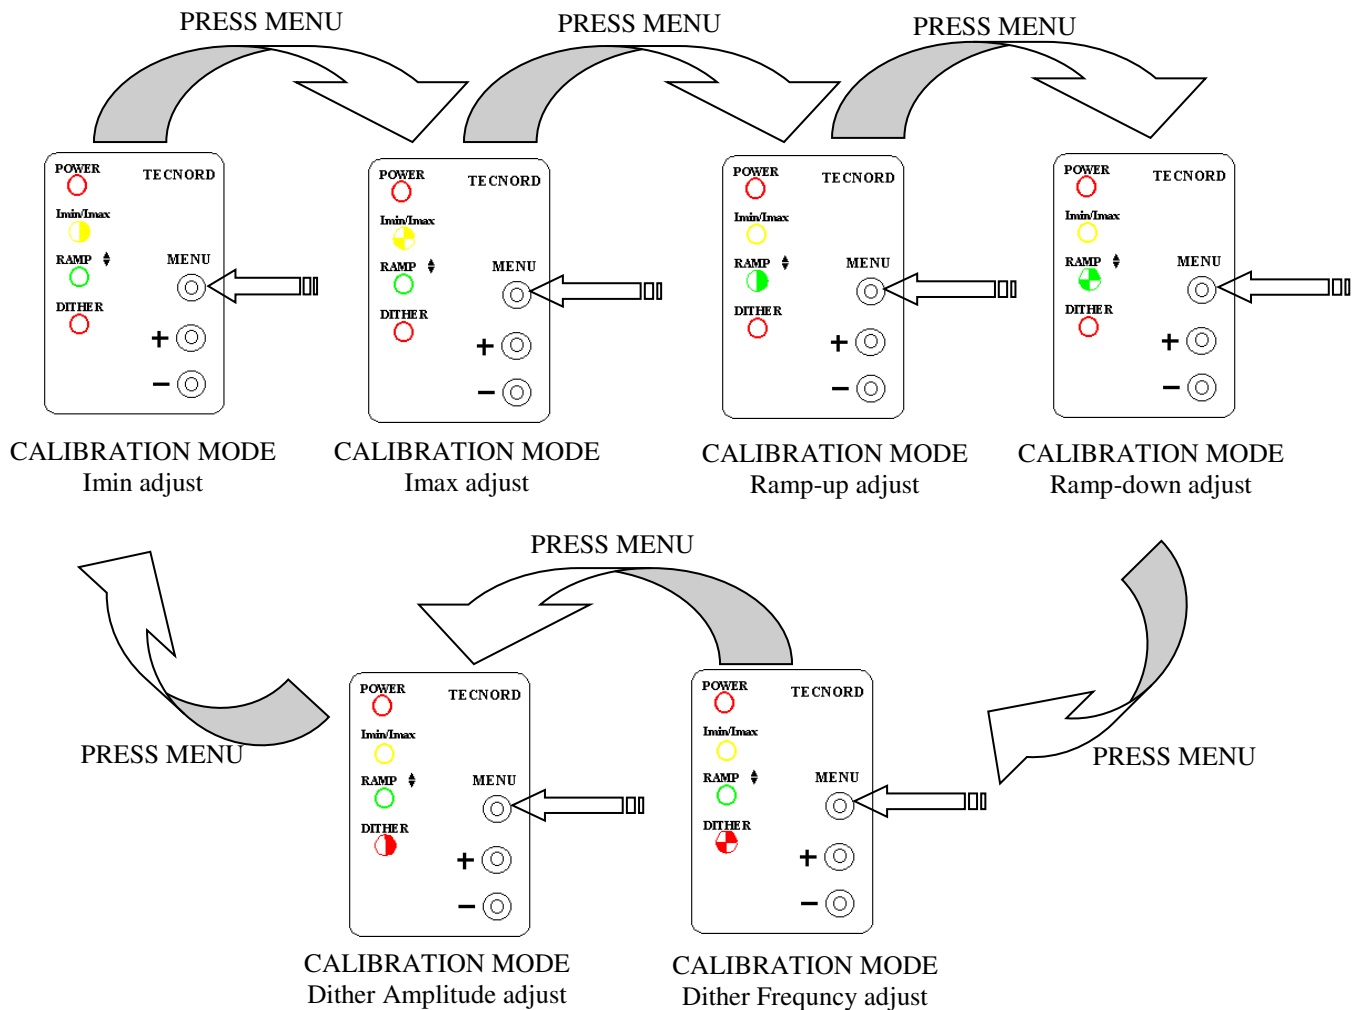 PRESS MENU
PRESS MENU
PRESS MENU
POWER
TECNORD
Imin/Imax
RAMP
MENU
DITHER
+
−
CALIBRATION MODE
Imin adjust
POWER
TECNORD
Imin/Imax
RAMP
MENU
DITHER
+
−
CALIBRATION MODE
Imax adjust
POWER
TECNORD
Imin/Imax
RAMP
MENU
DITHER
+
−
CALIBRATION MODE
Ramp-up adjust
POWER
TECNORD
Imin/Imax
RAMP
MENU
DITHER
+
−
CALIBRATION MODE
Ramp-down adjust
PRESS MENU
PRESS MENU
PRESS MENU
POWER
TECNORD
Imin/Imax
RAMP
MENU
DITHER
+
−
CALIBRATION MODE
Dither Amplitude adjust
POWER
TECNORD
Imin/Imax
RAMP
MENU
DITHER
+
−
CALIBRATION MODE
Dither Frequncy adjust